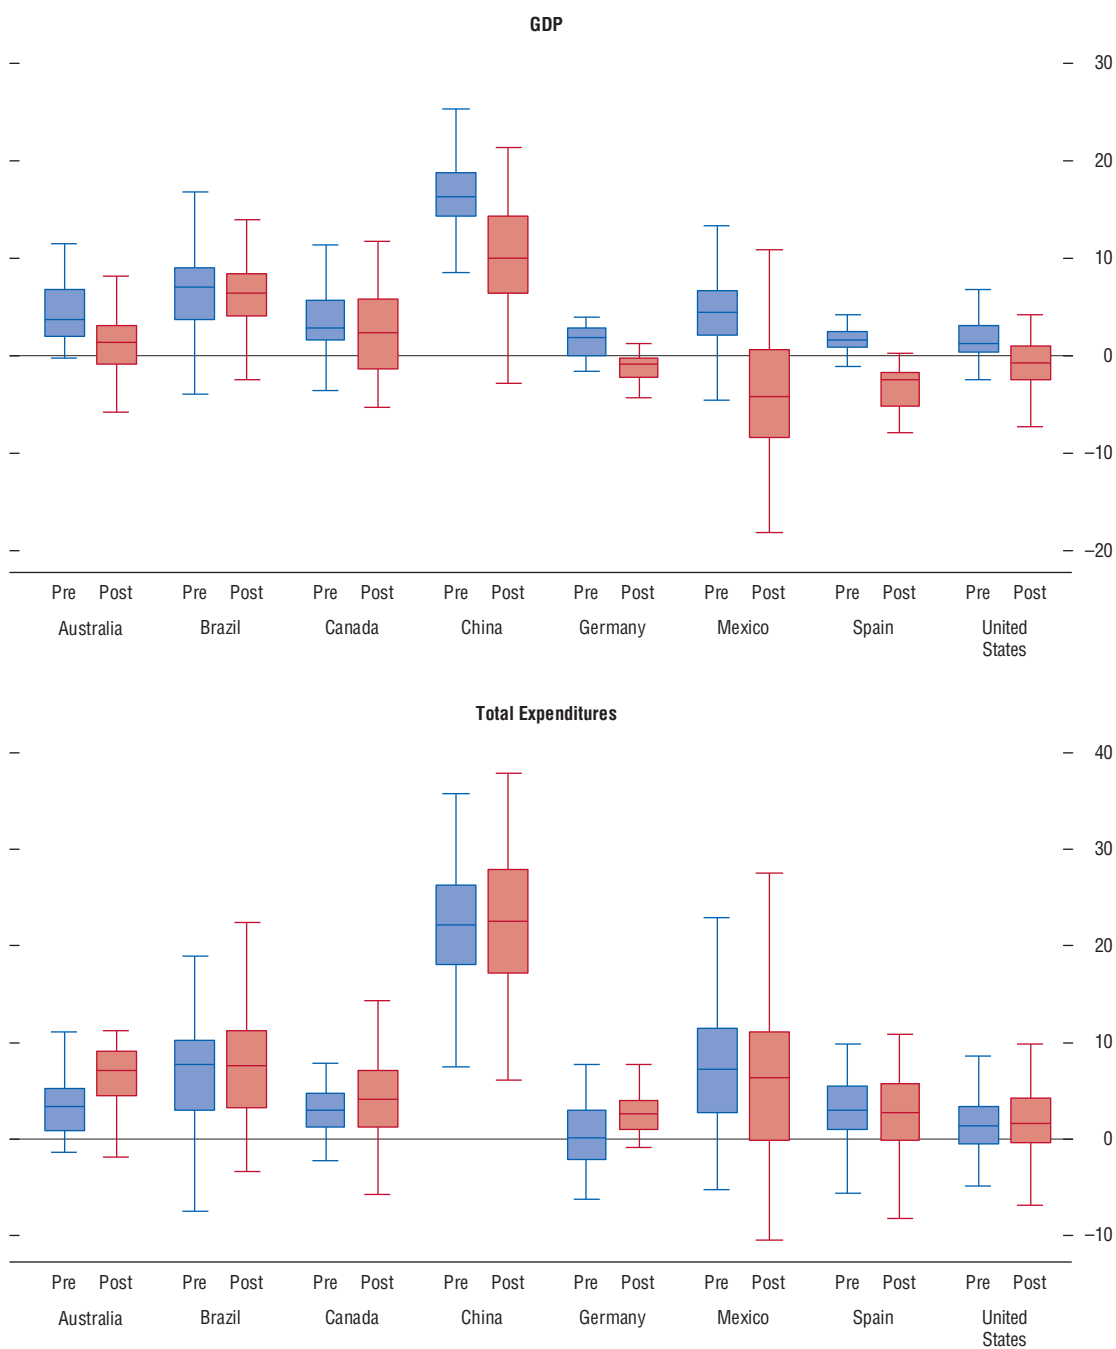 GDP
30
20
10
0
–10
–20
Pre Post Pre Post Pre Post Pre Post Pre Post Pre Post Pre Post Pre Post
Australia Brazil Canada China Germany Mexico Spain United
States
Total Expenditures
40
30
20
10
0
–10
Pre Post Pre Post Pre Post Pre Post Pre Post Pre Post Pre Post Pre Post
Australia Brazil Canada China Germany Mexico Spain United
States